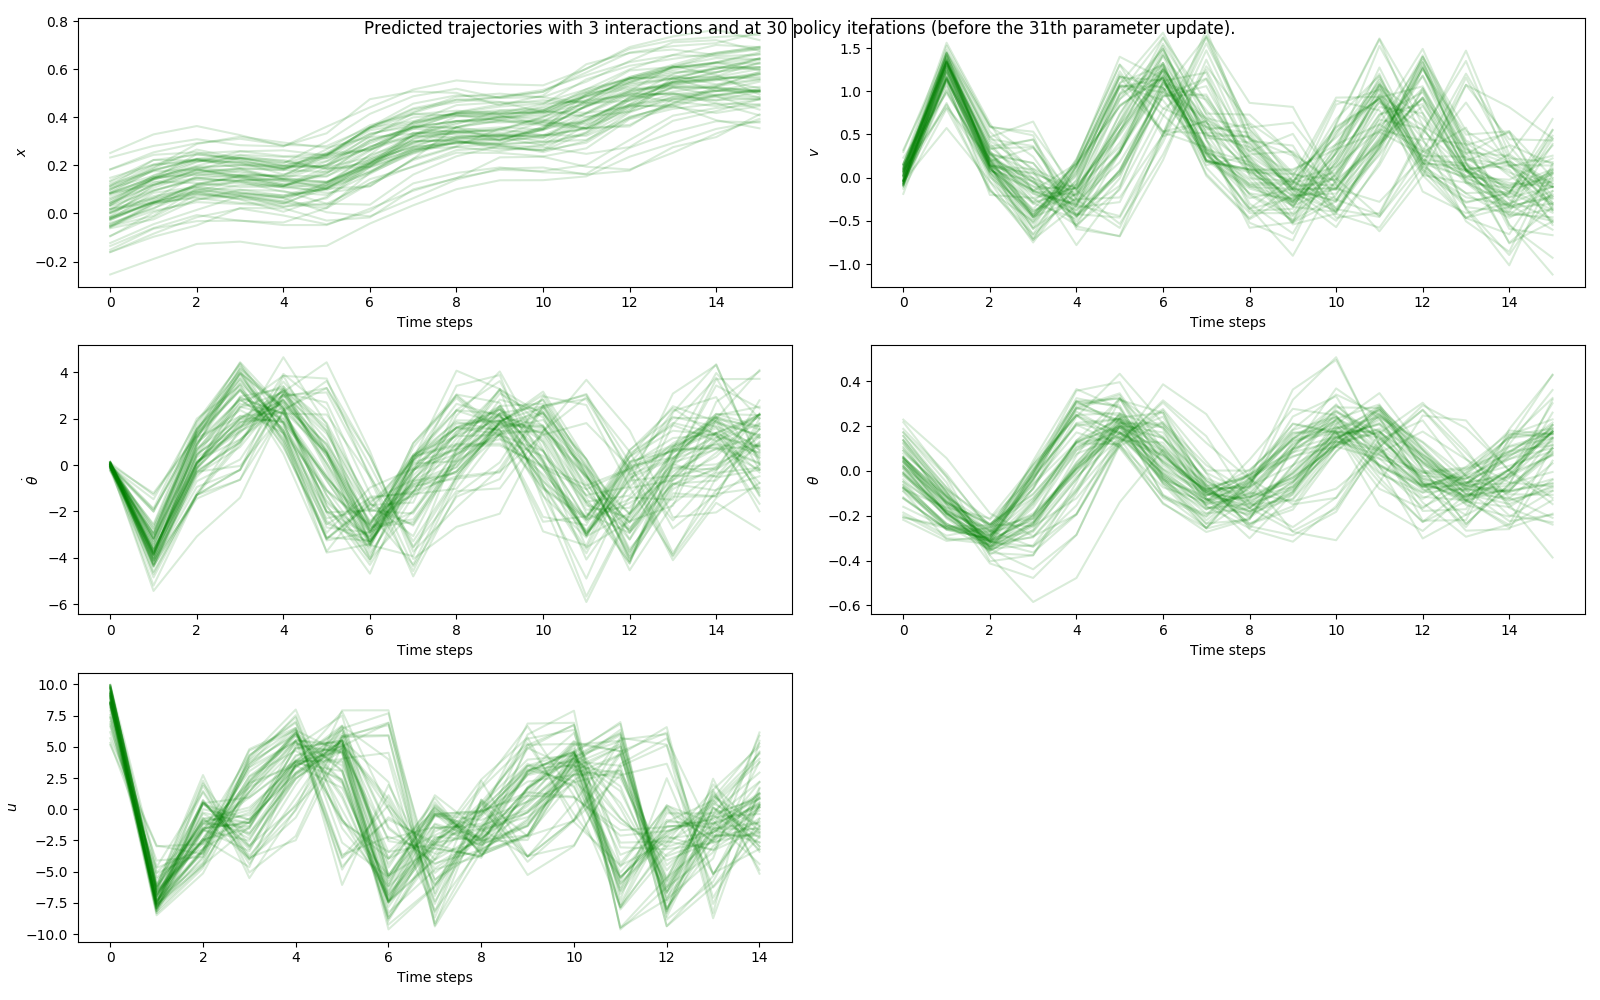 Predicted trajectories with 3 interactions and at 30 policy iterations (before the 31th parameter update).
0.8
0.6
0.4
0.2
0.0
−0.2
x
0 2 4 6 8 10 12 14
Time steps
1.5
1.0
0.5
0.0
−0.5
−1.0
v
0 2 4 6 8 10 12 14
Time steps
4
2
0
−2
−4
−6
θ̇
0 2 4 6 8 10 12 14
Time steps
0.4
0.2
0.0
−0.2
−0.4
−0.6
θ
0 2 4 6 8 10 12 14
Time steps
10.0
7.5
5.0
2.5
0.0
−2.5
−5.0
−7.5
−10.0
u
0 2 4 6 8 10 12 14
Time steps